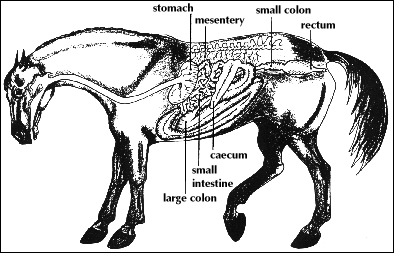 stomach
mesentery
small colon
rectum
caecum
small
intestine
large colon